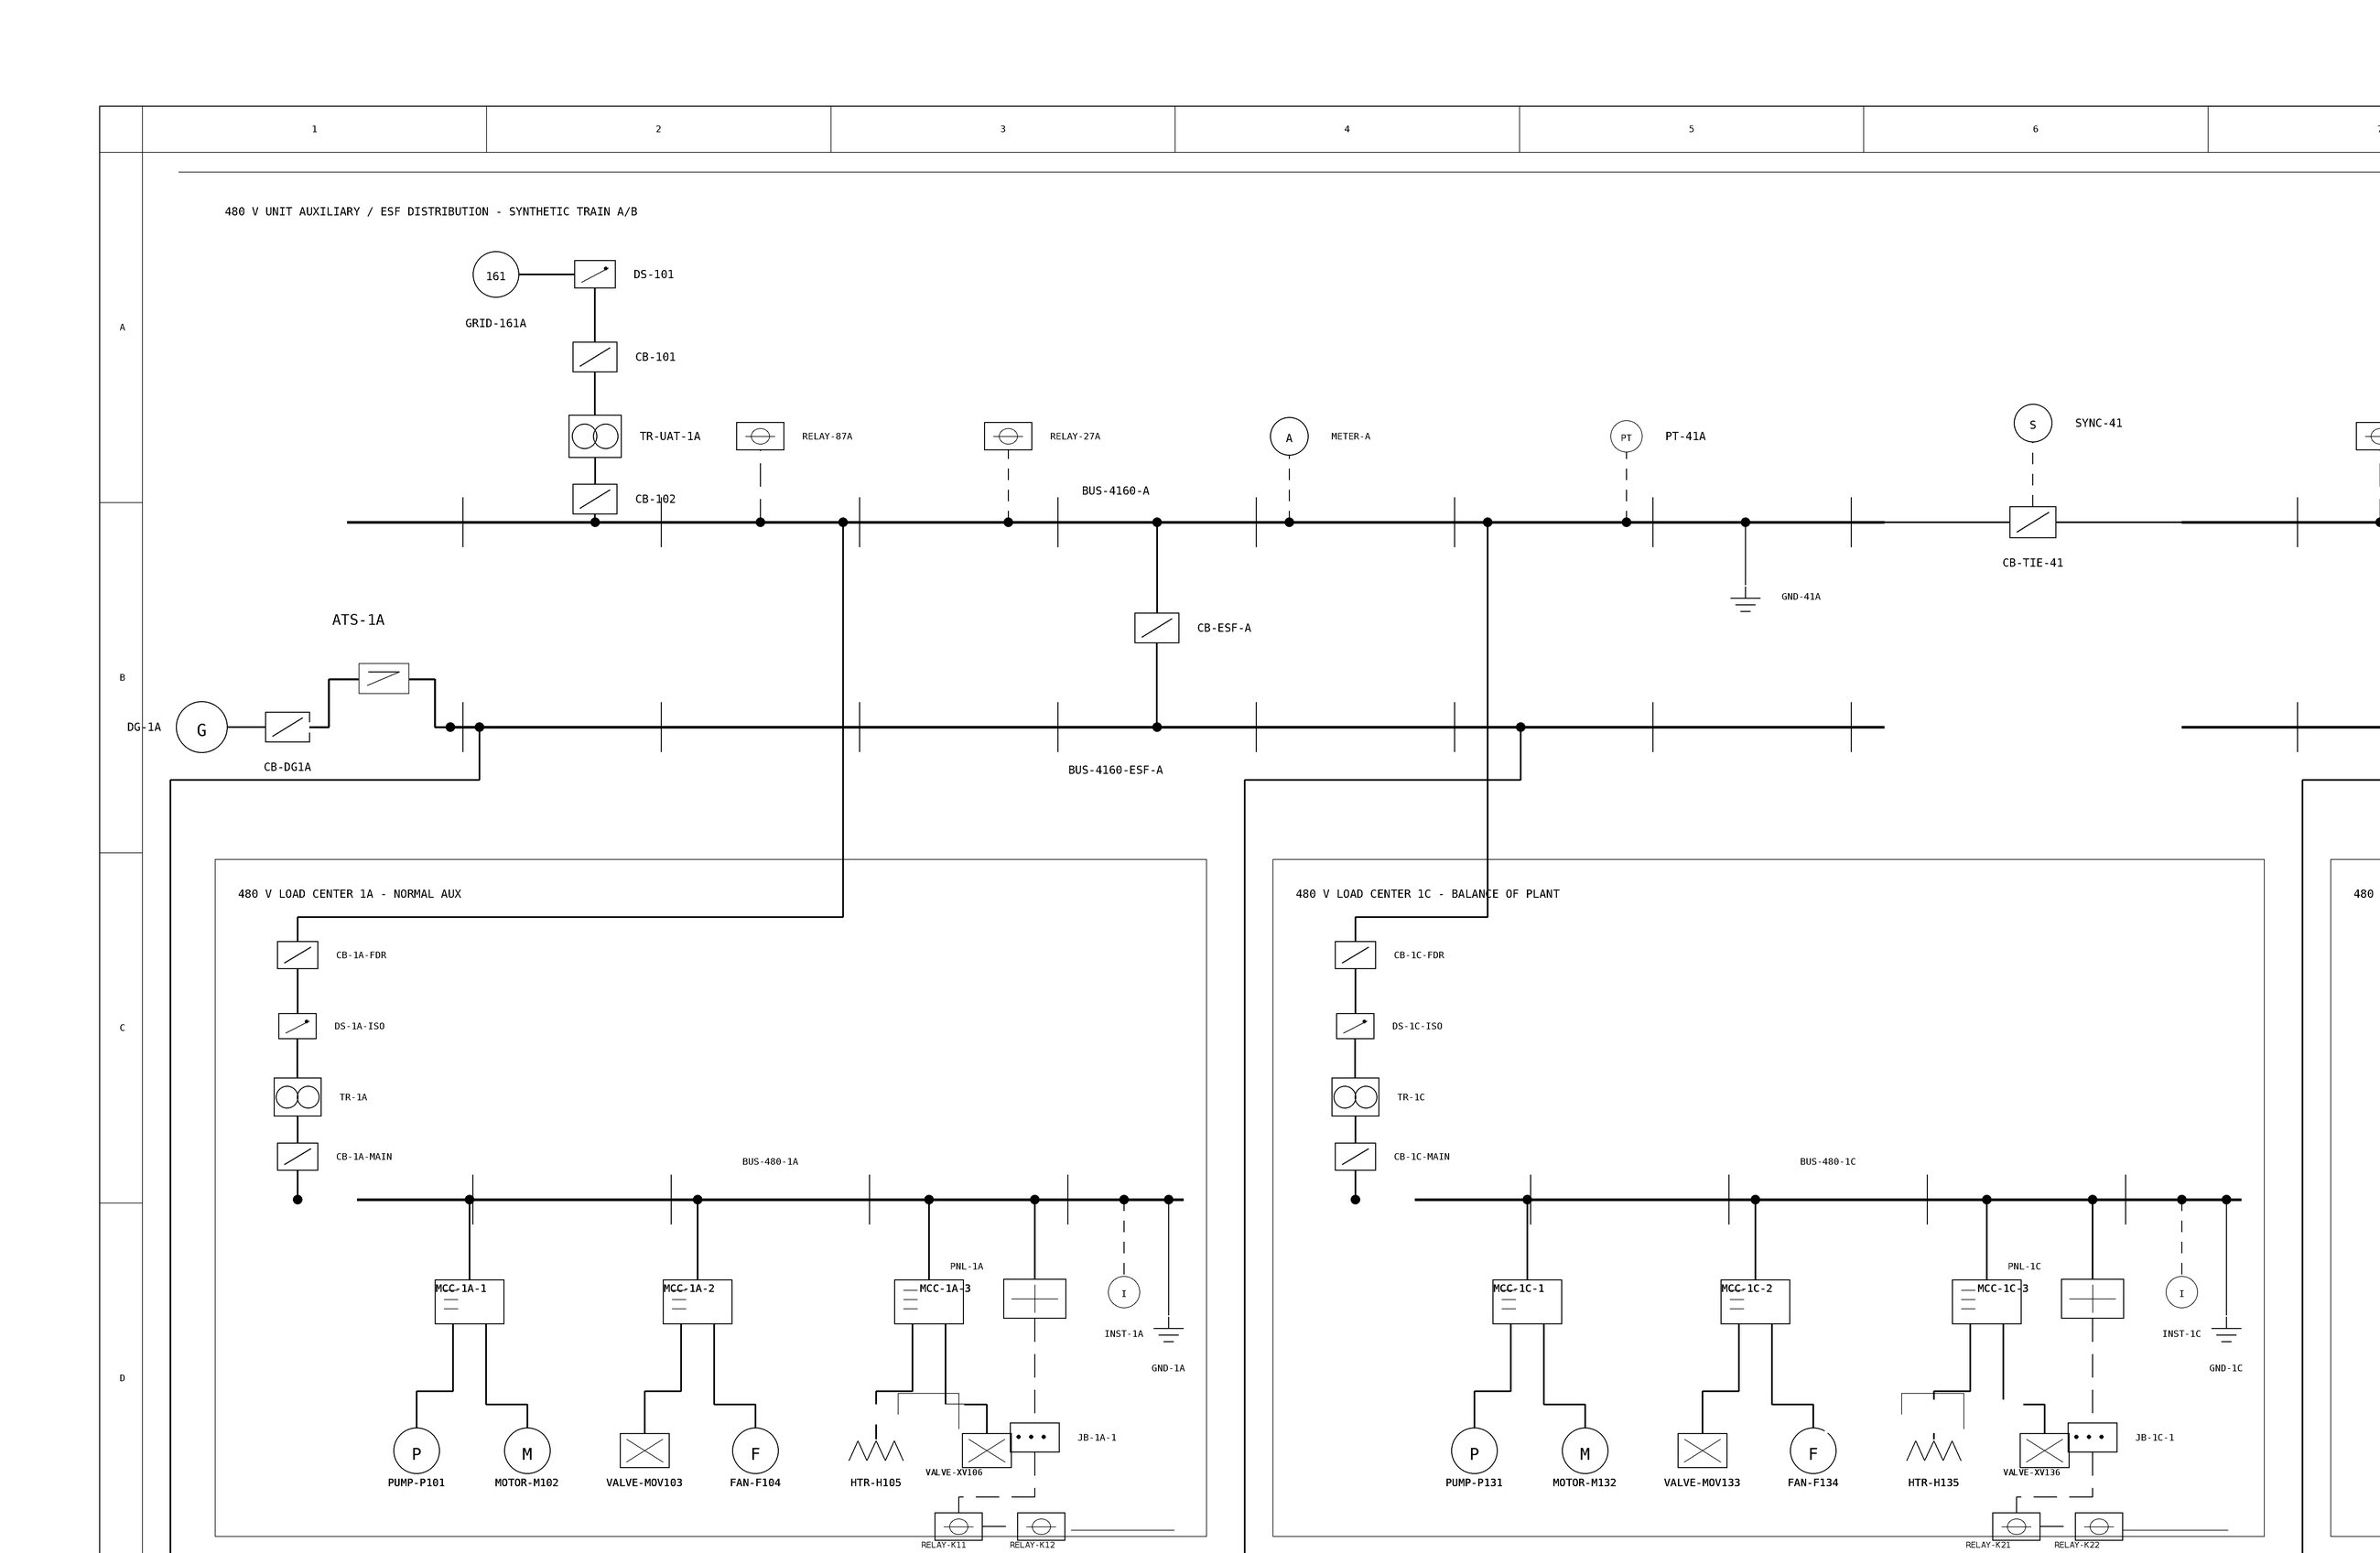 1 2 3 4 5 6
480 V UNIT AUXILIARY / ESF DISTRIBUTION - SYNTHETIC TRAIN A/B
161 DS-101
GRID-161A
A
CB-101
S SYNC-41
TR-UAT-1A RELAY-87A RELAY-27A A METER-A PT PT-41A
BUS-4160-A
CB-102
CB-TIE-41
GND-41A
ATS-1A
CB-ESF-A
B
DG-1A G
CB-DG1A
BUS-4160-ESF-A
480 V LOAD CENTER 1A - NORMAL AUX 480 V LOAD CENTER 1C - BALANCE OF PLANT 480
CB-1A-FDR CB-1C-FDR
C DS-1A-ISO DS-1C-ISO
TR-1A TR-1C
CB-1A-MAIN CB-1C-MAIN
BUS-480-1A BUS-480-1C
PNL-1A PNL-1C
MCC-1A-1 MCC-1A-2 MCC-1A-3 I MCC-1C-1 MCC-1C-2 MCC-1C-3 I
INST-1A INST-1C
GND-1A GND-1C
D
JB-1A-1 JB-1C-1
P M F P M F
VALVE-XV106 VALVE-XV136
PUMP-P101 MOTOR-M102 VALVE-MOV103 FAN-F104 HTR-H105 PUMP-P131 MOTOR-M132 VALVE-MOV133 FAN-F134 HTR-H135
RELAY-K11 RELAY-K12 RELAY-K21 RELAY-K22